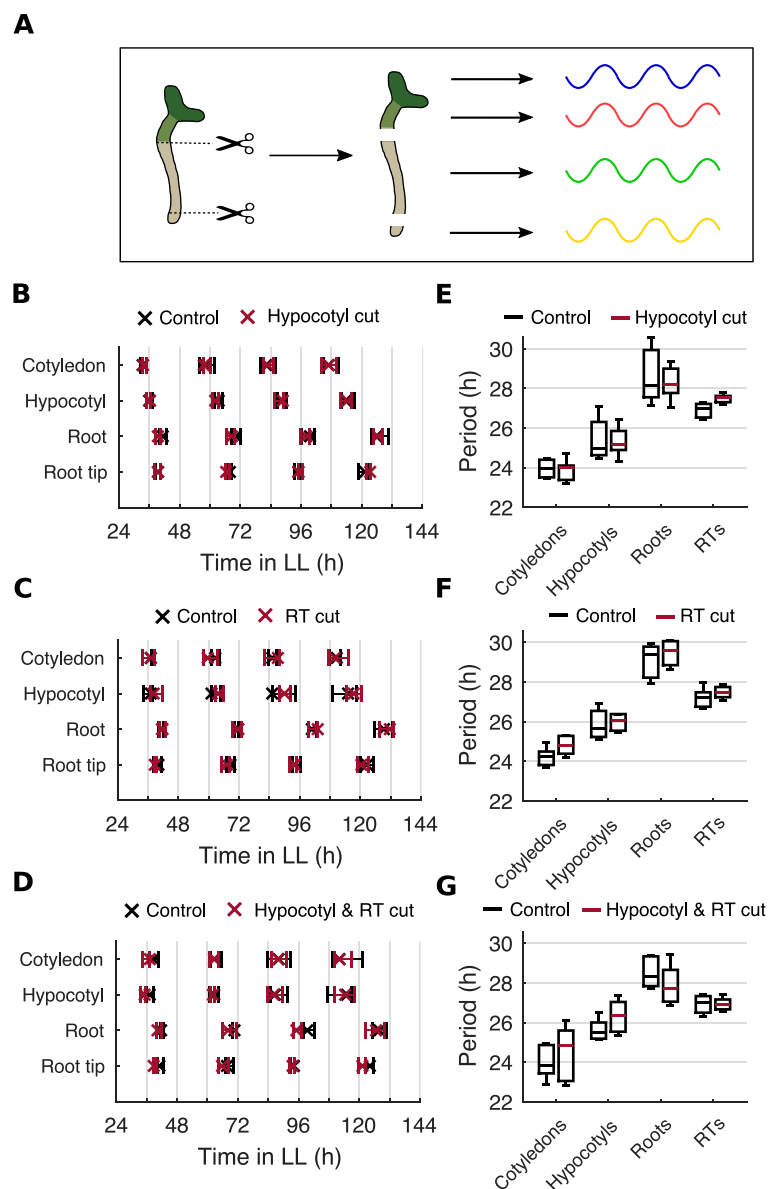 A
B
Control Hypocotyl cut
Cotyledon
Hypocotyl
Root
Root tip
24 48 72 96 120 144
Time in LL (h)
E
Control Hypocotyl cut
Period (h)
30
28
26
24
22
Cotyledons
Hypocotyls
Roots
RTs
C
Control RT cut
Cotyledon
Hypocotyl
Root
Root tip
24 48 72 96 120 144
Time in LL (h)
F
Control RT cut
Period (h)
30
28
26
24
22
Cotyledons
Hypocotyls
Roots
RTs
D
Control Hypocotyl & RT cut
Cotyledon
Hypocotyl
Root
Root tip
24 48 72 96 120 144
Time in LL (h)
G
Control Hypocotyl & RT cut
Period (h)
30
28
26
24
22
Cotyledons
Hypocotyls
Roots
RTs